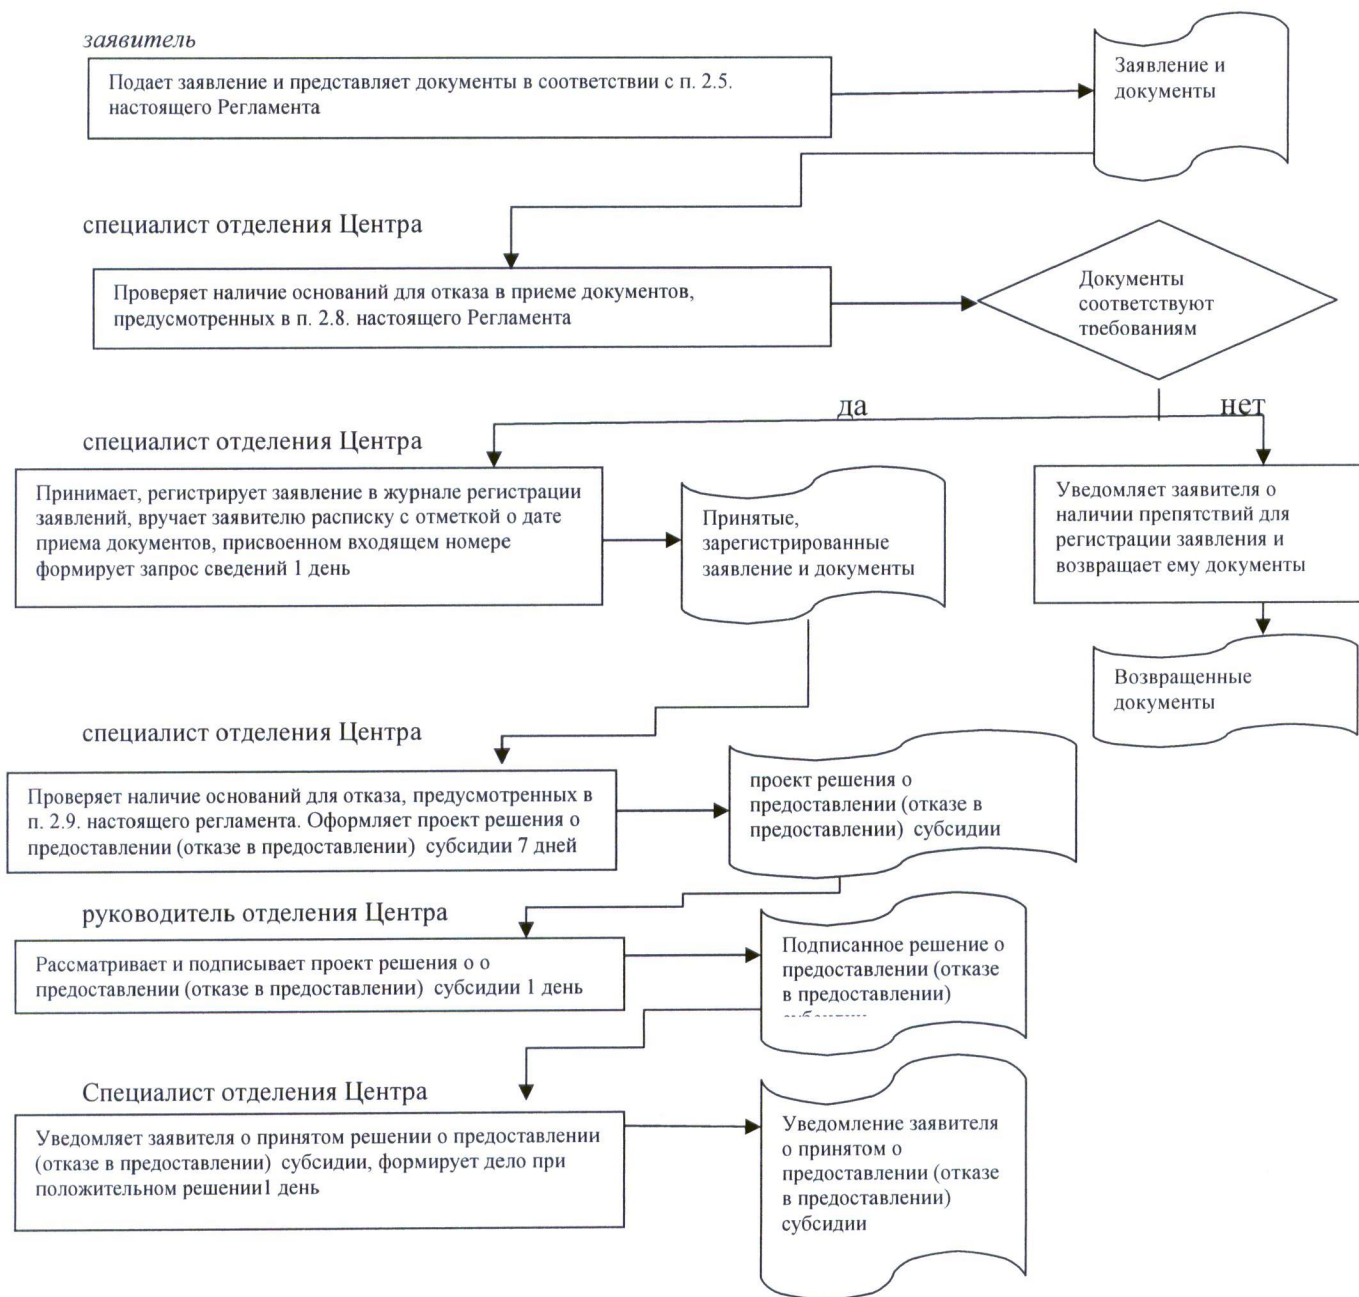 заявитель
Подает заявление и представляет документы в соответствии с п. 2.5.
настоящего Регламента
Заявление и
документы
специалист отделения Центра
Проверяет наличие оснований для отказа в приеме документов,
предусмотренных в п. 2.8. настоящего Регламента
Документы
соответствуют
требованиям
да
нет
специалист отделения Центра
Принимает, регистрирует заявление в журнале регистрации
заявлений, вручает заявителю расписку с отметкой о дате
приема документов, присвоенном входящем номере
формирует запрос сведений 1 день
Принятые,
зарегистрированные
заявление и документы
Уведомляет заявителя о
наличии препятствий для
регистрации заявления и
возвращает ему документы
Возвращенные
документы
специалист отделения Центра
Проверяет наличие оснований для отказа, предусмотренных в
п. 2.9. настоящего регламента. Оформляет проект решения о
предоставлении (отказе в предоставлении) субсидии 7 дней
проект решения о
предоставлении (отказе в
предоставлении) субсидии
руководитель отделения Центра
Рассматривает и подписывает проект решения о о
предоставлении (отказе в предоставлении) субсидии 1 день
Подписанное решение о
предоставлении (отказе
в предоставлении)
Специалист отделения Центра
Уведомляет заявителя о принятом решении о предоставлении
(отказе в предоставлении) субсидии, формирует дело при
положительном решении1 день
Уведомление заявителя
о принятом о
предоставлении (отказе
в предоставлении)
субсидии